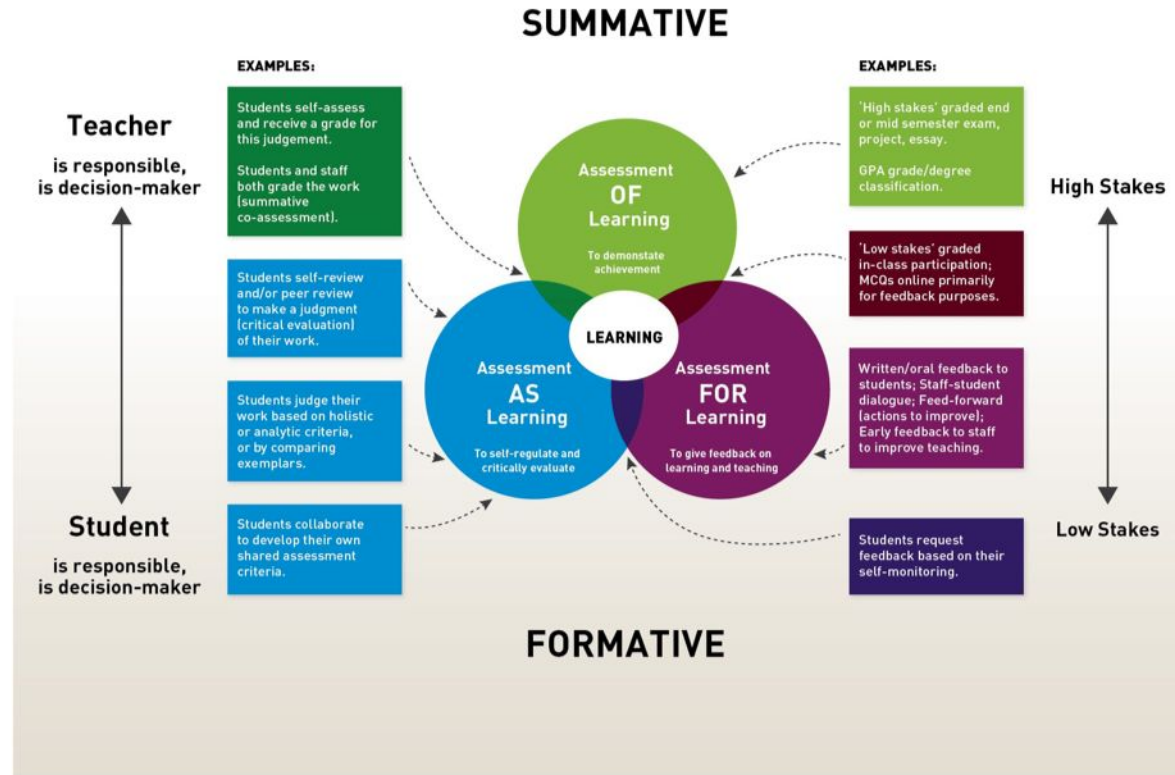 SUMMATIVE
EXAMPLES:
Students self-assess
and receive a grade for
this judgement.
Students and staff
both grade the work
(summative
co-assessment).
Students self-review
and/or peer review
to make a judgment
(critical evaluation)
of their work.
Students judge their
work based on holistic
or analytic criteria,
or by comparing
exemplars.
Students collaborate
to develop their own
shared assessment
criteria.
Teacher
is responsible,
is decision-maker
Student
is responsible,
is decision-maker
Assessment
OF
Learning
To demonstate
achievement
LEARNING
Assessment
AS
Learning
To self-regulate and
critically evaluate
Assessment
FOR
Learning
To give feedback on
learning and teaching
EXAMPLES:
'High stakes' graded end
or mid semester exam,
project, essay.
GPA grade/degree
classification.
'Low stakes' graded
in-class participation;
MCQs online primarily
for feedback purposes.
Written/oral feedback to
students; Staff-student
dialogue; Feed-forward
(actions to improve);
Early feedback to staff
to improve teaching.
Students request
feedback based on their
self-monitoring.
High Stakes
Low Stakes
FORMATIVE